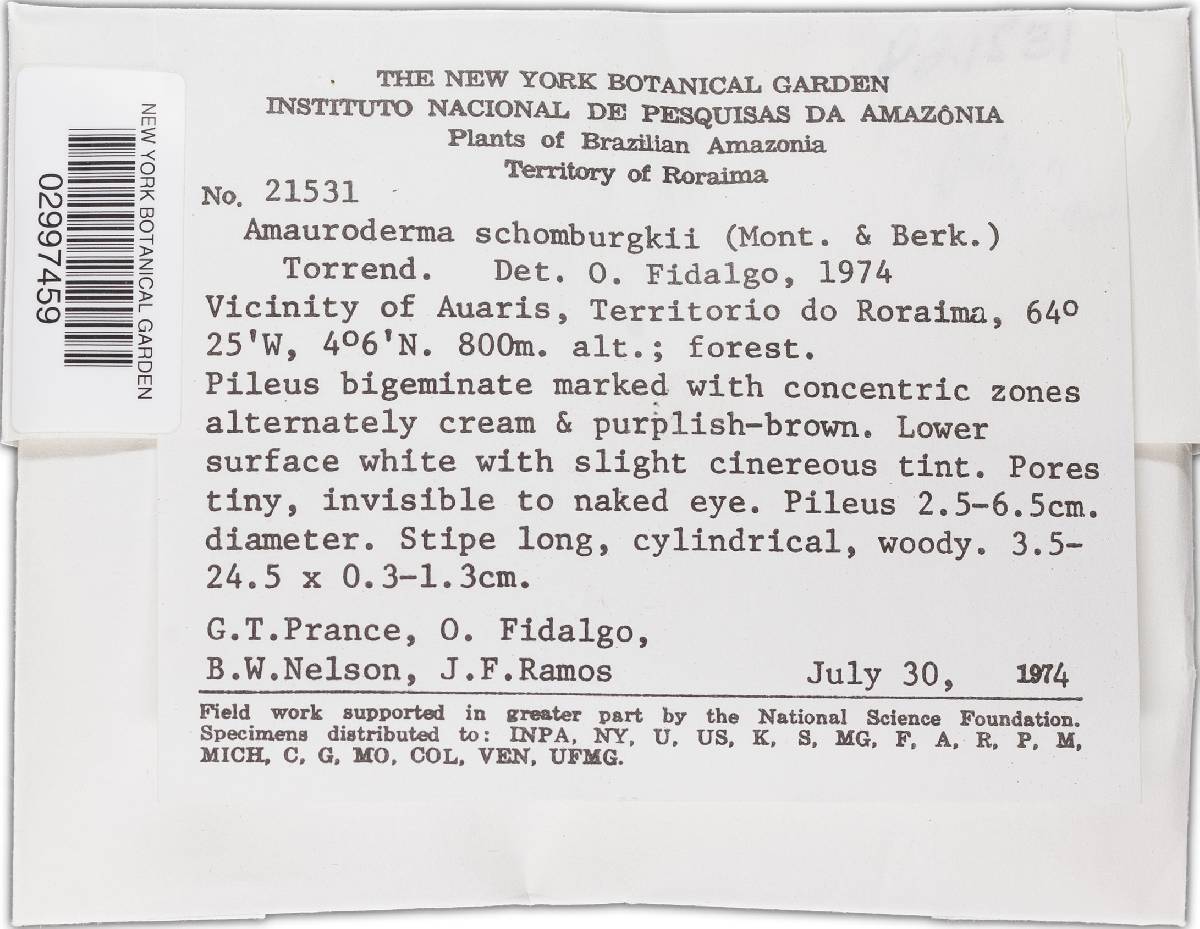 THE NEW YORK BOTANICAL GARDEN
INSTITUTO NACIONAL DE PESQUISAS DA AMAZÔNIA
Plants of Brazilian Amazonia
Territory of Roraima
No. 21531
Amauroderma schomburgkii (Mont. & Berk.)
Torrend. Det. O. Fidalgo, 1974
Vicinity of Auaris, Territorio do Roraima, 64º
25'W, 4º6'N. 800m. alt.; forest.
Pileus bigeminate marked with concentric zones
alternately cream & purplish-brown. Lower
surface white with slight cinereous tint. Pores
tiny, invisible to naked eye. Pileus 2.5-6.5cm.
diameter. Stipe long, cylindrical, woody. 3.5-
24.5 x 0.3-1.3cm.
G.T.Prance, O. Fidalgo,
B.W.Nelson, J.F.Ramos July 30, 1974
Field work supported in greater part by the National Science Foundation.
Specimens distributed to: INPA, NY, U, US, K, S, MG, F, A, R, P, M,
MICH, C, G, MO, COL, VEN, UFMG.
NEW YORK BOTANICAL GARDEN
02997459